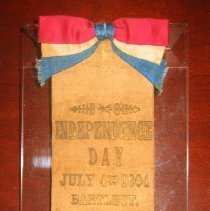 INDEPENDENCE
DAY
JULY 4TH 1904
BARTLETT,